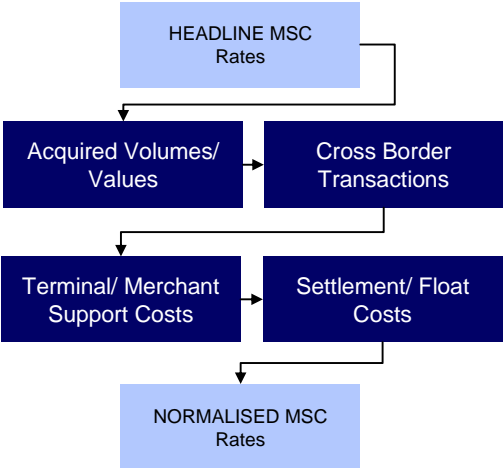 HEADLINE MSC
Rates
Acquired Volumes/
Values
Cross Border
Transactions
Terminal/ Merchant
Support Costs
Settlement/ Float
Costs
NORMALISED MSC
Rates